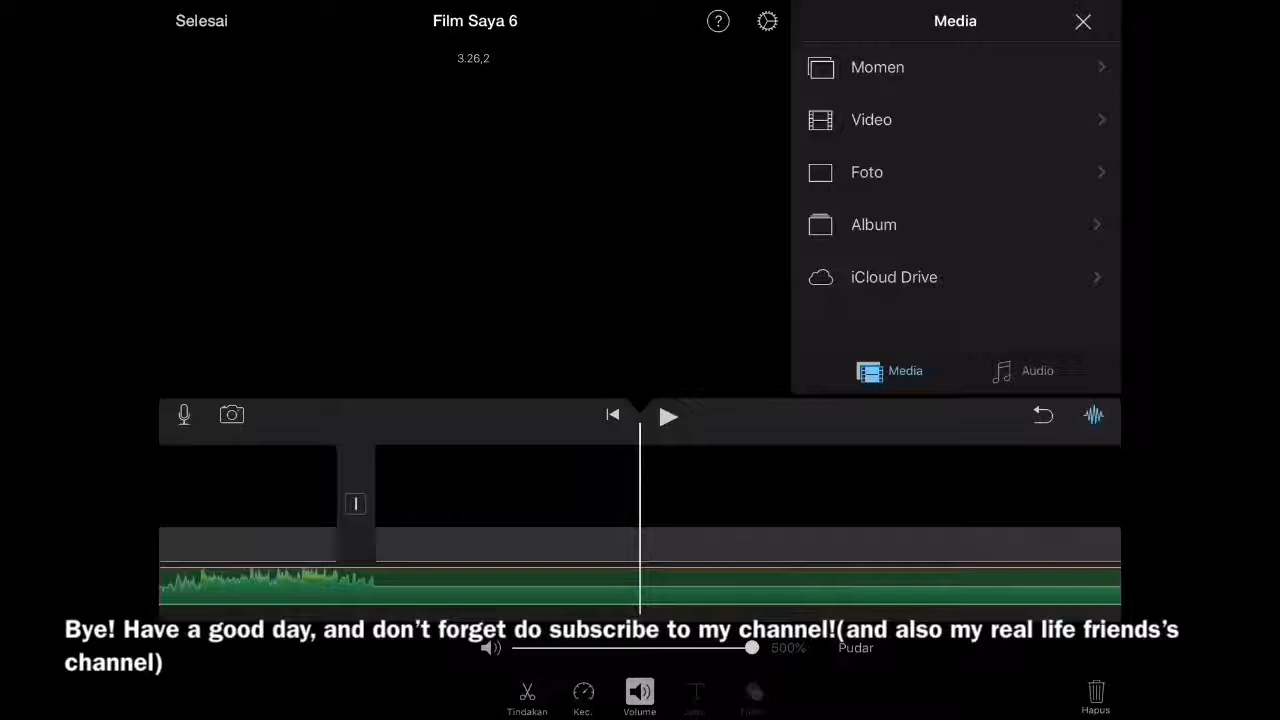 Selesai
Film Saya 6
3.26,2
Media
Momen
Video
Foto
Album
iCloud Drive
Media
Audio
Bye! Have a good day, and don't forget do subscribe to my channel!(and also my real life friends's
channel)
500%
Pudar
Tindakan
Kec.
Volume
Hapus